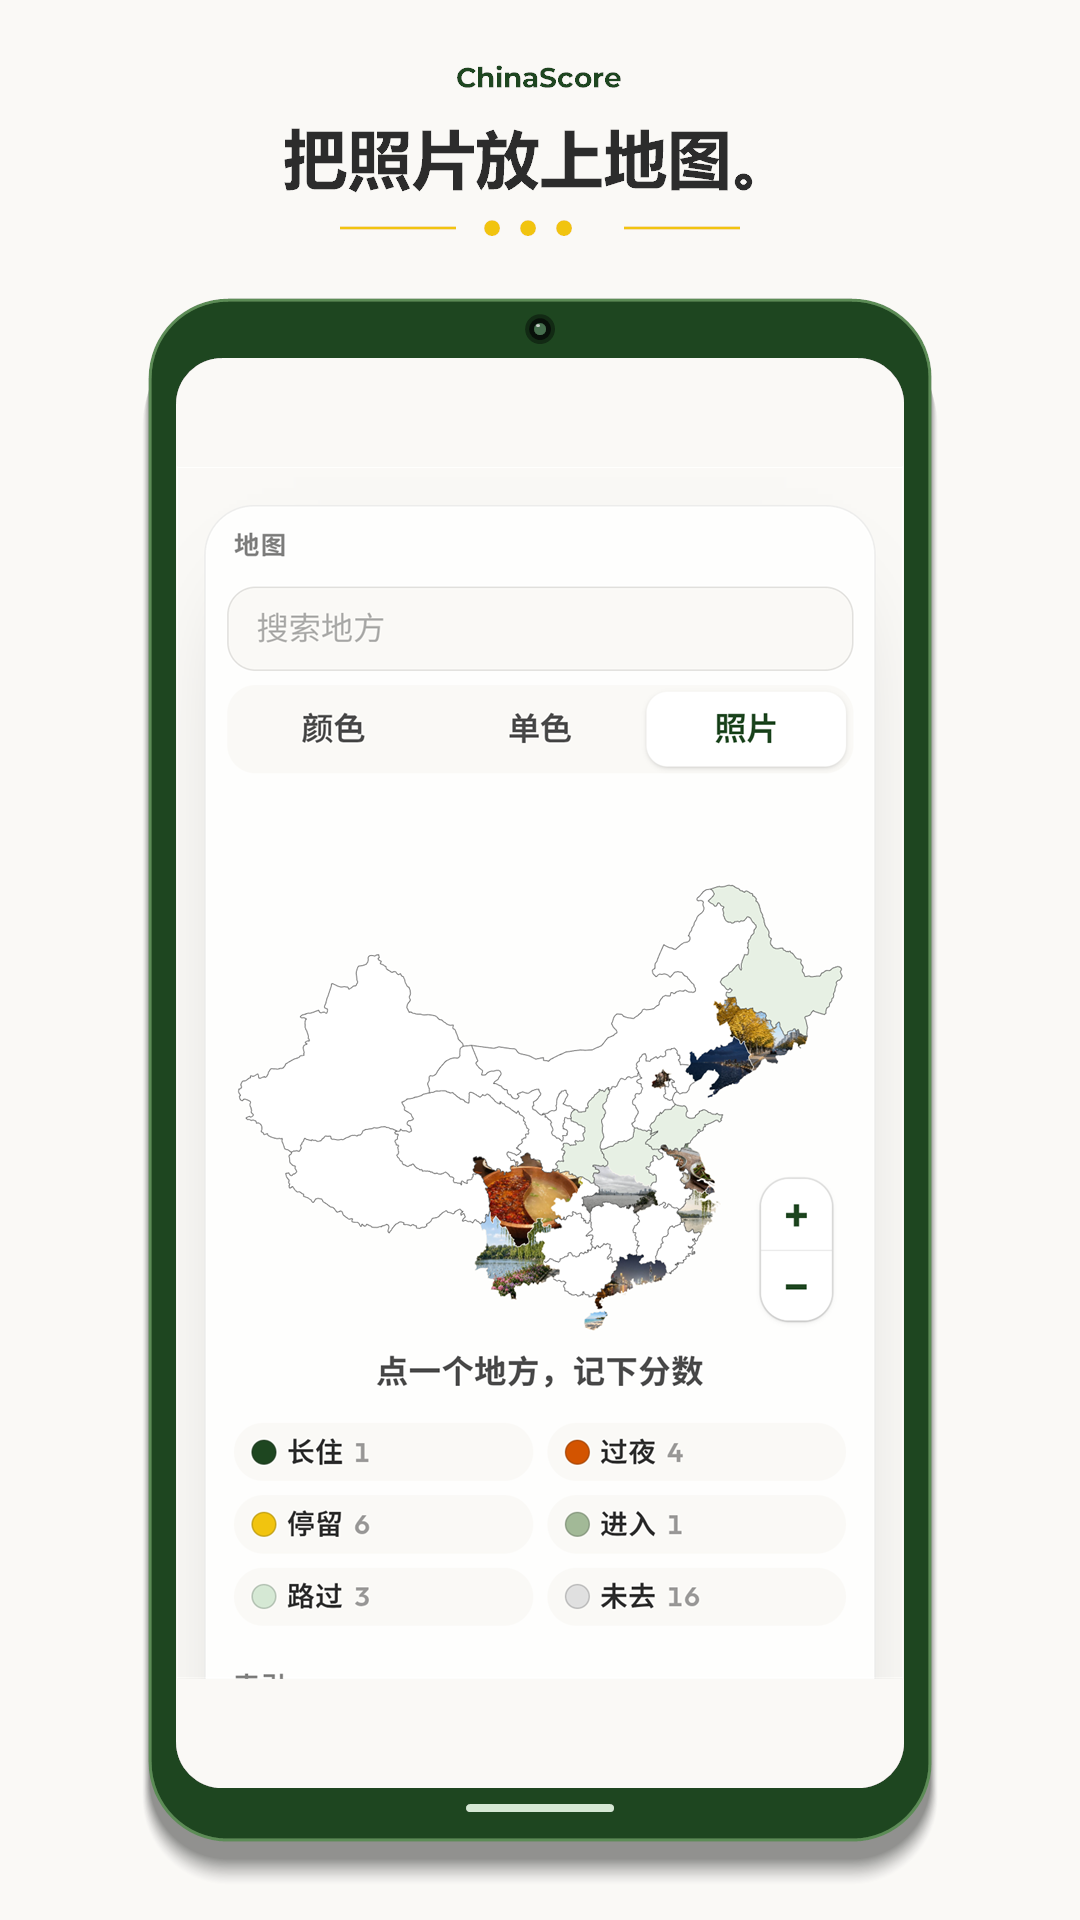 ChinaScore
把照片放上地图。
地图
搜索地方
颜色 单色 照片
+
−
点一个地方，记下分数
长住 1 过夜 4
停留 6 进入 1
路过 3 未去 16